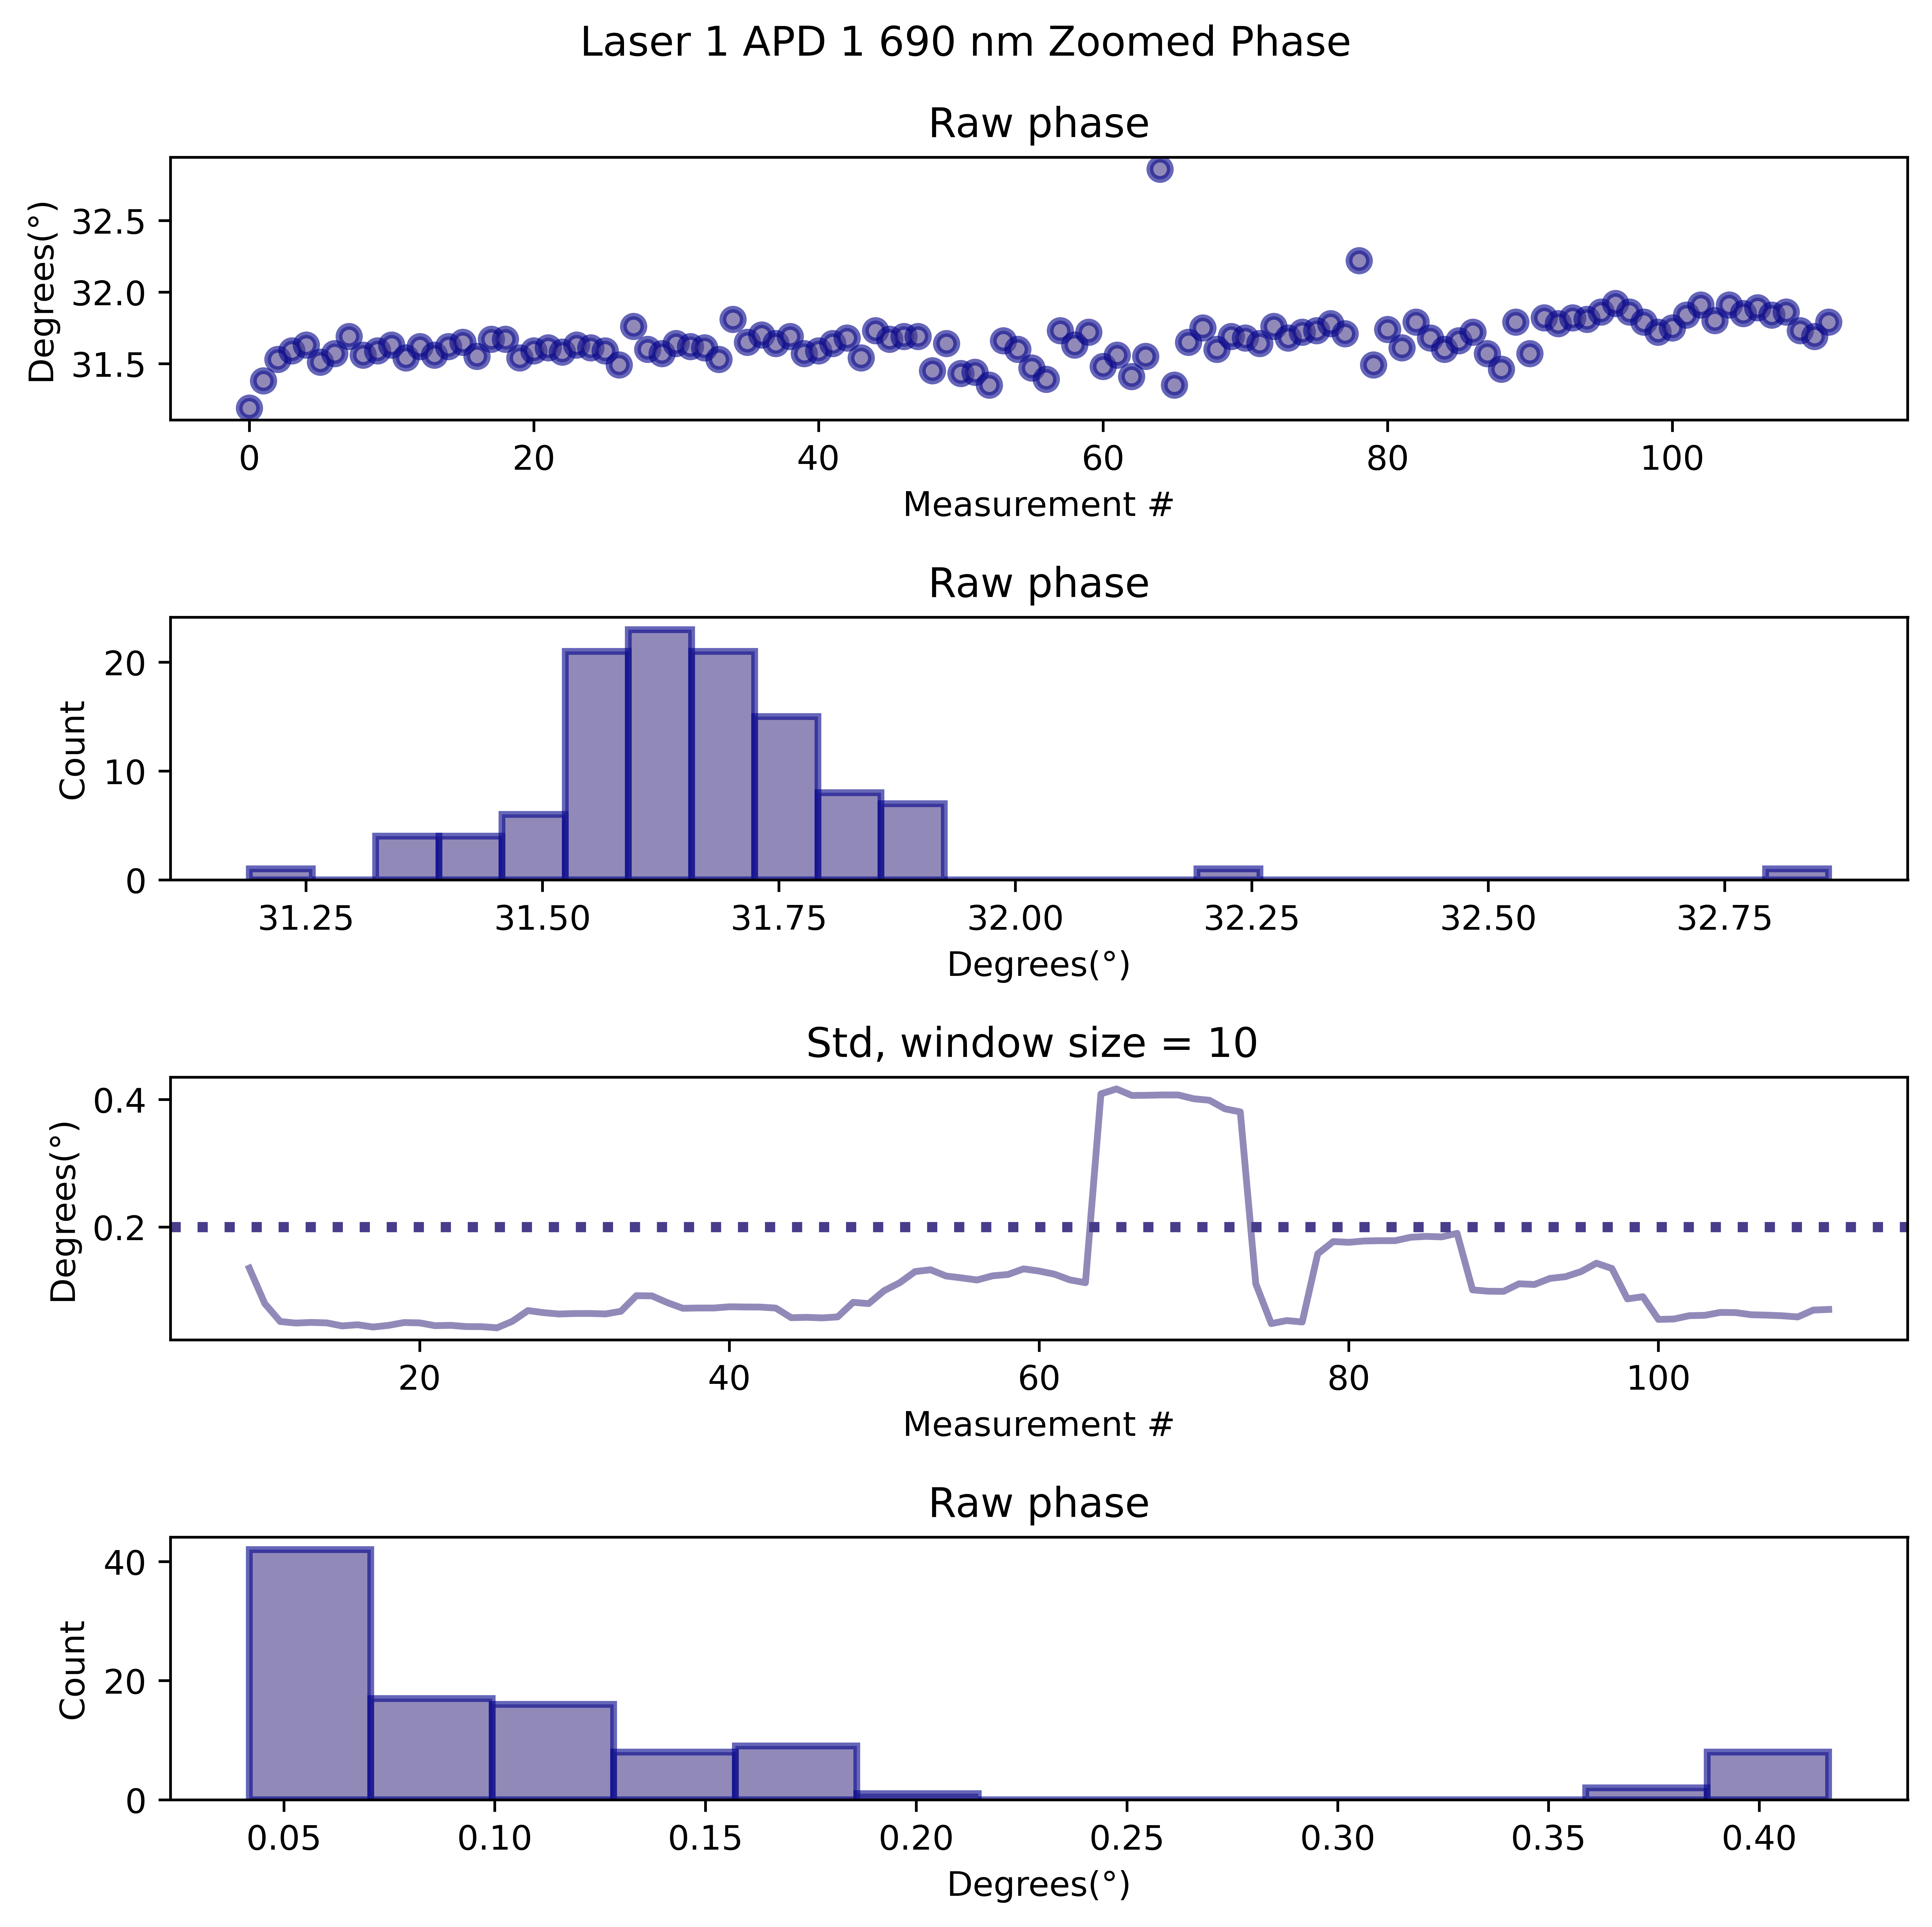 Laser 1 APD 1 690 nm Zoomed Phase
Raw phase
Degrees(°)
32.5
32.0
31.5
0 20 40 60 80 100
Measurement #
Raw phase
Count
20
10
0
31.25 31.50 31.75 32.00 32.25 32.50 32.75
Degrees(°)
Std, window size = 10
Degrees(°)
0.4
0.2
20 40 60 80 100
Measurement #
Raw phase
Count
40
20
0
0.05 0.10 0.15 0.20 0.25 0.30 0.35 0.40
Degrees(°)